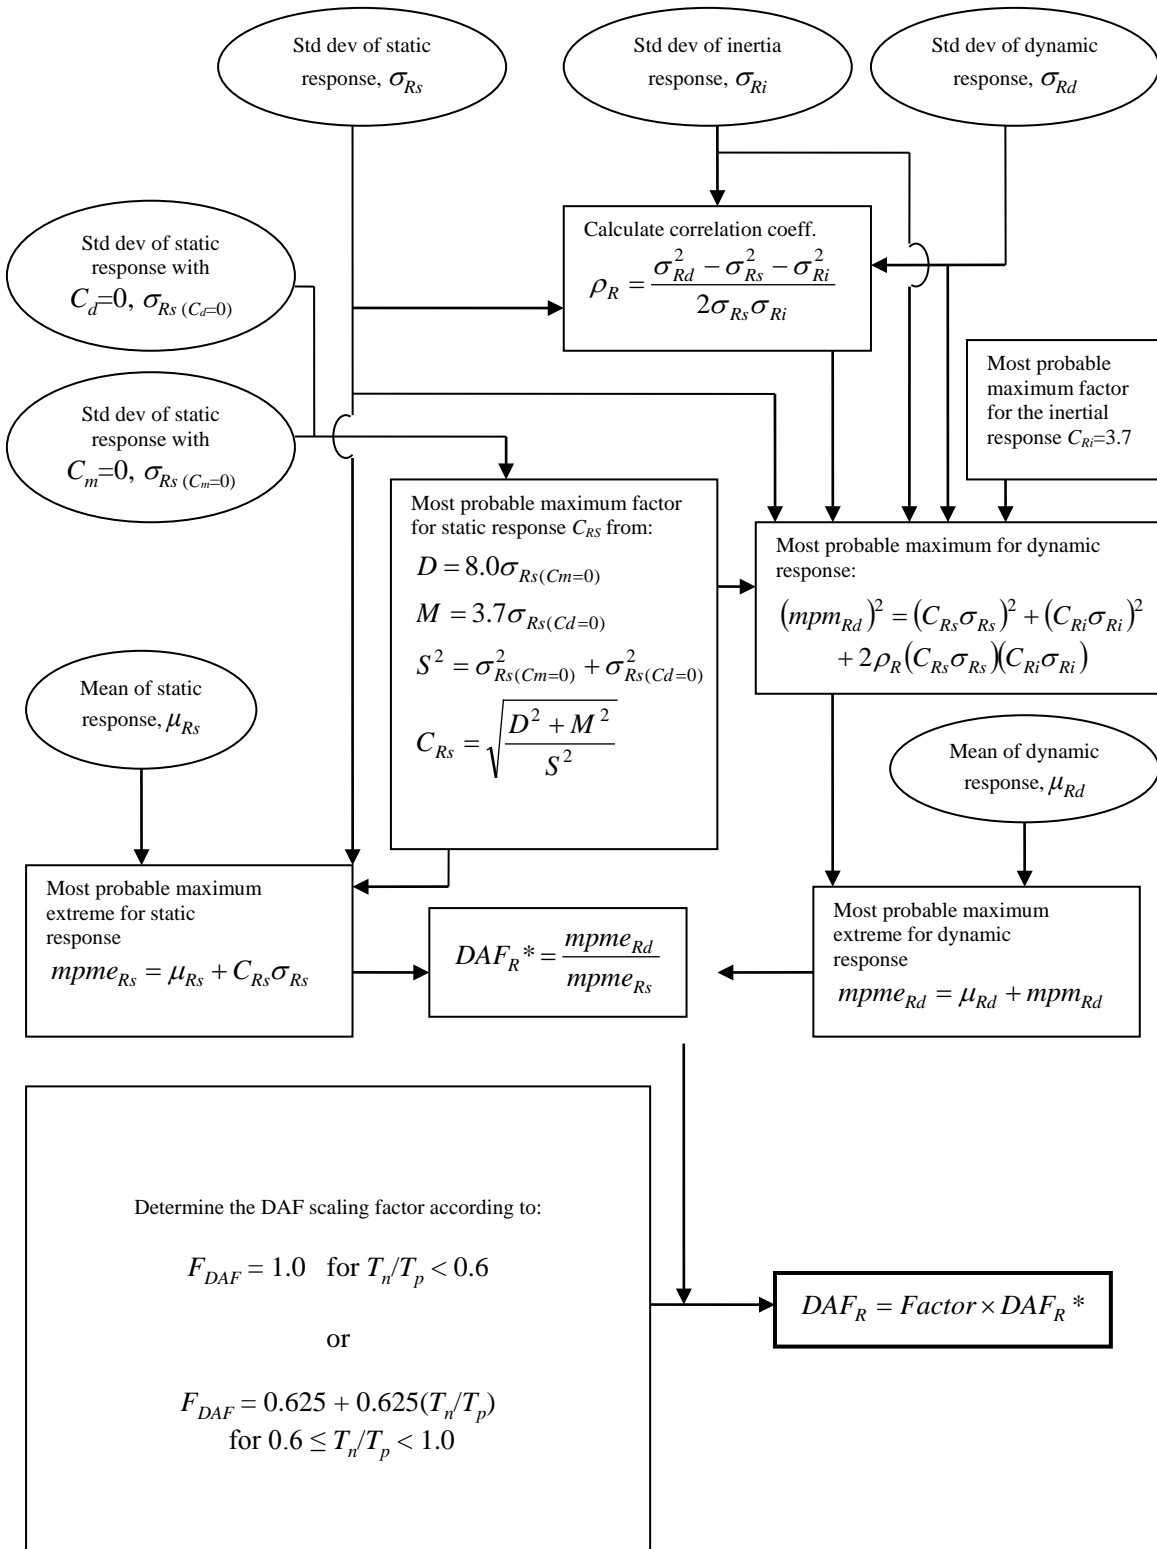 Std dev of static
response, σ_Rs
Std dev of inertia
response, σ_Ri
Std dev of dynamic
response, σ_Rd
Calculate correlation coeff.
ρ_R = (σ²_Rd − σ²_Rs − σ²_Ri) / (2σ_Rs σ_Ri)
Std dev of static
response with
C_d=0, σ_Rs (C_d=0)
Most probable
maximum factor
for the inertial
response C_Ri=3.7
Std dev of static
response with
C_m=0, σ_Rs (C_m=0)
Most probable maximum factor
for static response C_RS from:
D = 8.0σ_Rs(Cm=0)
M = 3.7σ_Rs(Cd=0)
S² = σ²_Rs(Cm=0) + σ²_Rs(Cd=0)
C_Rs = √((D² + M²) / S²)
Most probable maximum for dynamic
response:
(mpm_Rd)² = (C_Rs σ_Rs)² + (C_Ri σ_Ri)²
+ 2ρ_R (C_Rs σ_Rs)(C_Ri σ_Ri)
Mean of static
response, μ_Rs
Mean of dynamic
response, μ_Rd
Most probable maximum
extreme for static
response
mpme_Rs = μ_Rs + C_Rs σ_Rs
DAF_R* = mpme_Rd / mpme_Rs
Most probable maximum
extreme for dynamic
response
mpme_Rd = μ_Rd + mpm_Rd
Determine the DAF scaling factor according to:
F_DAF = 1.0 for T_n/T_p < 0.6
or
F_DAF = 0.625 + 0.625(T_n/T_p)
for 0.6 ≤ T_n/T_p < 1.0
DAF_R = Factor × DAF_R *